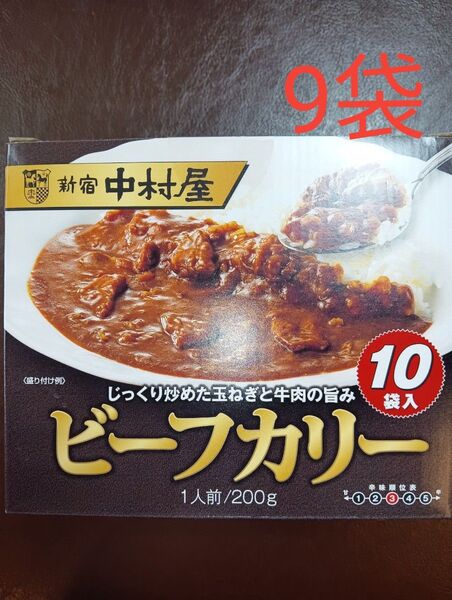 9袋
新宿 中村屋
〈盛り付け例〉
じっくり炒めた玉ねぎと牛肉の旨み
10
袋入
ビーフカリー
1人前/200g
辛味順位表
甘 1 2 3 4 5 辛